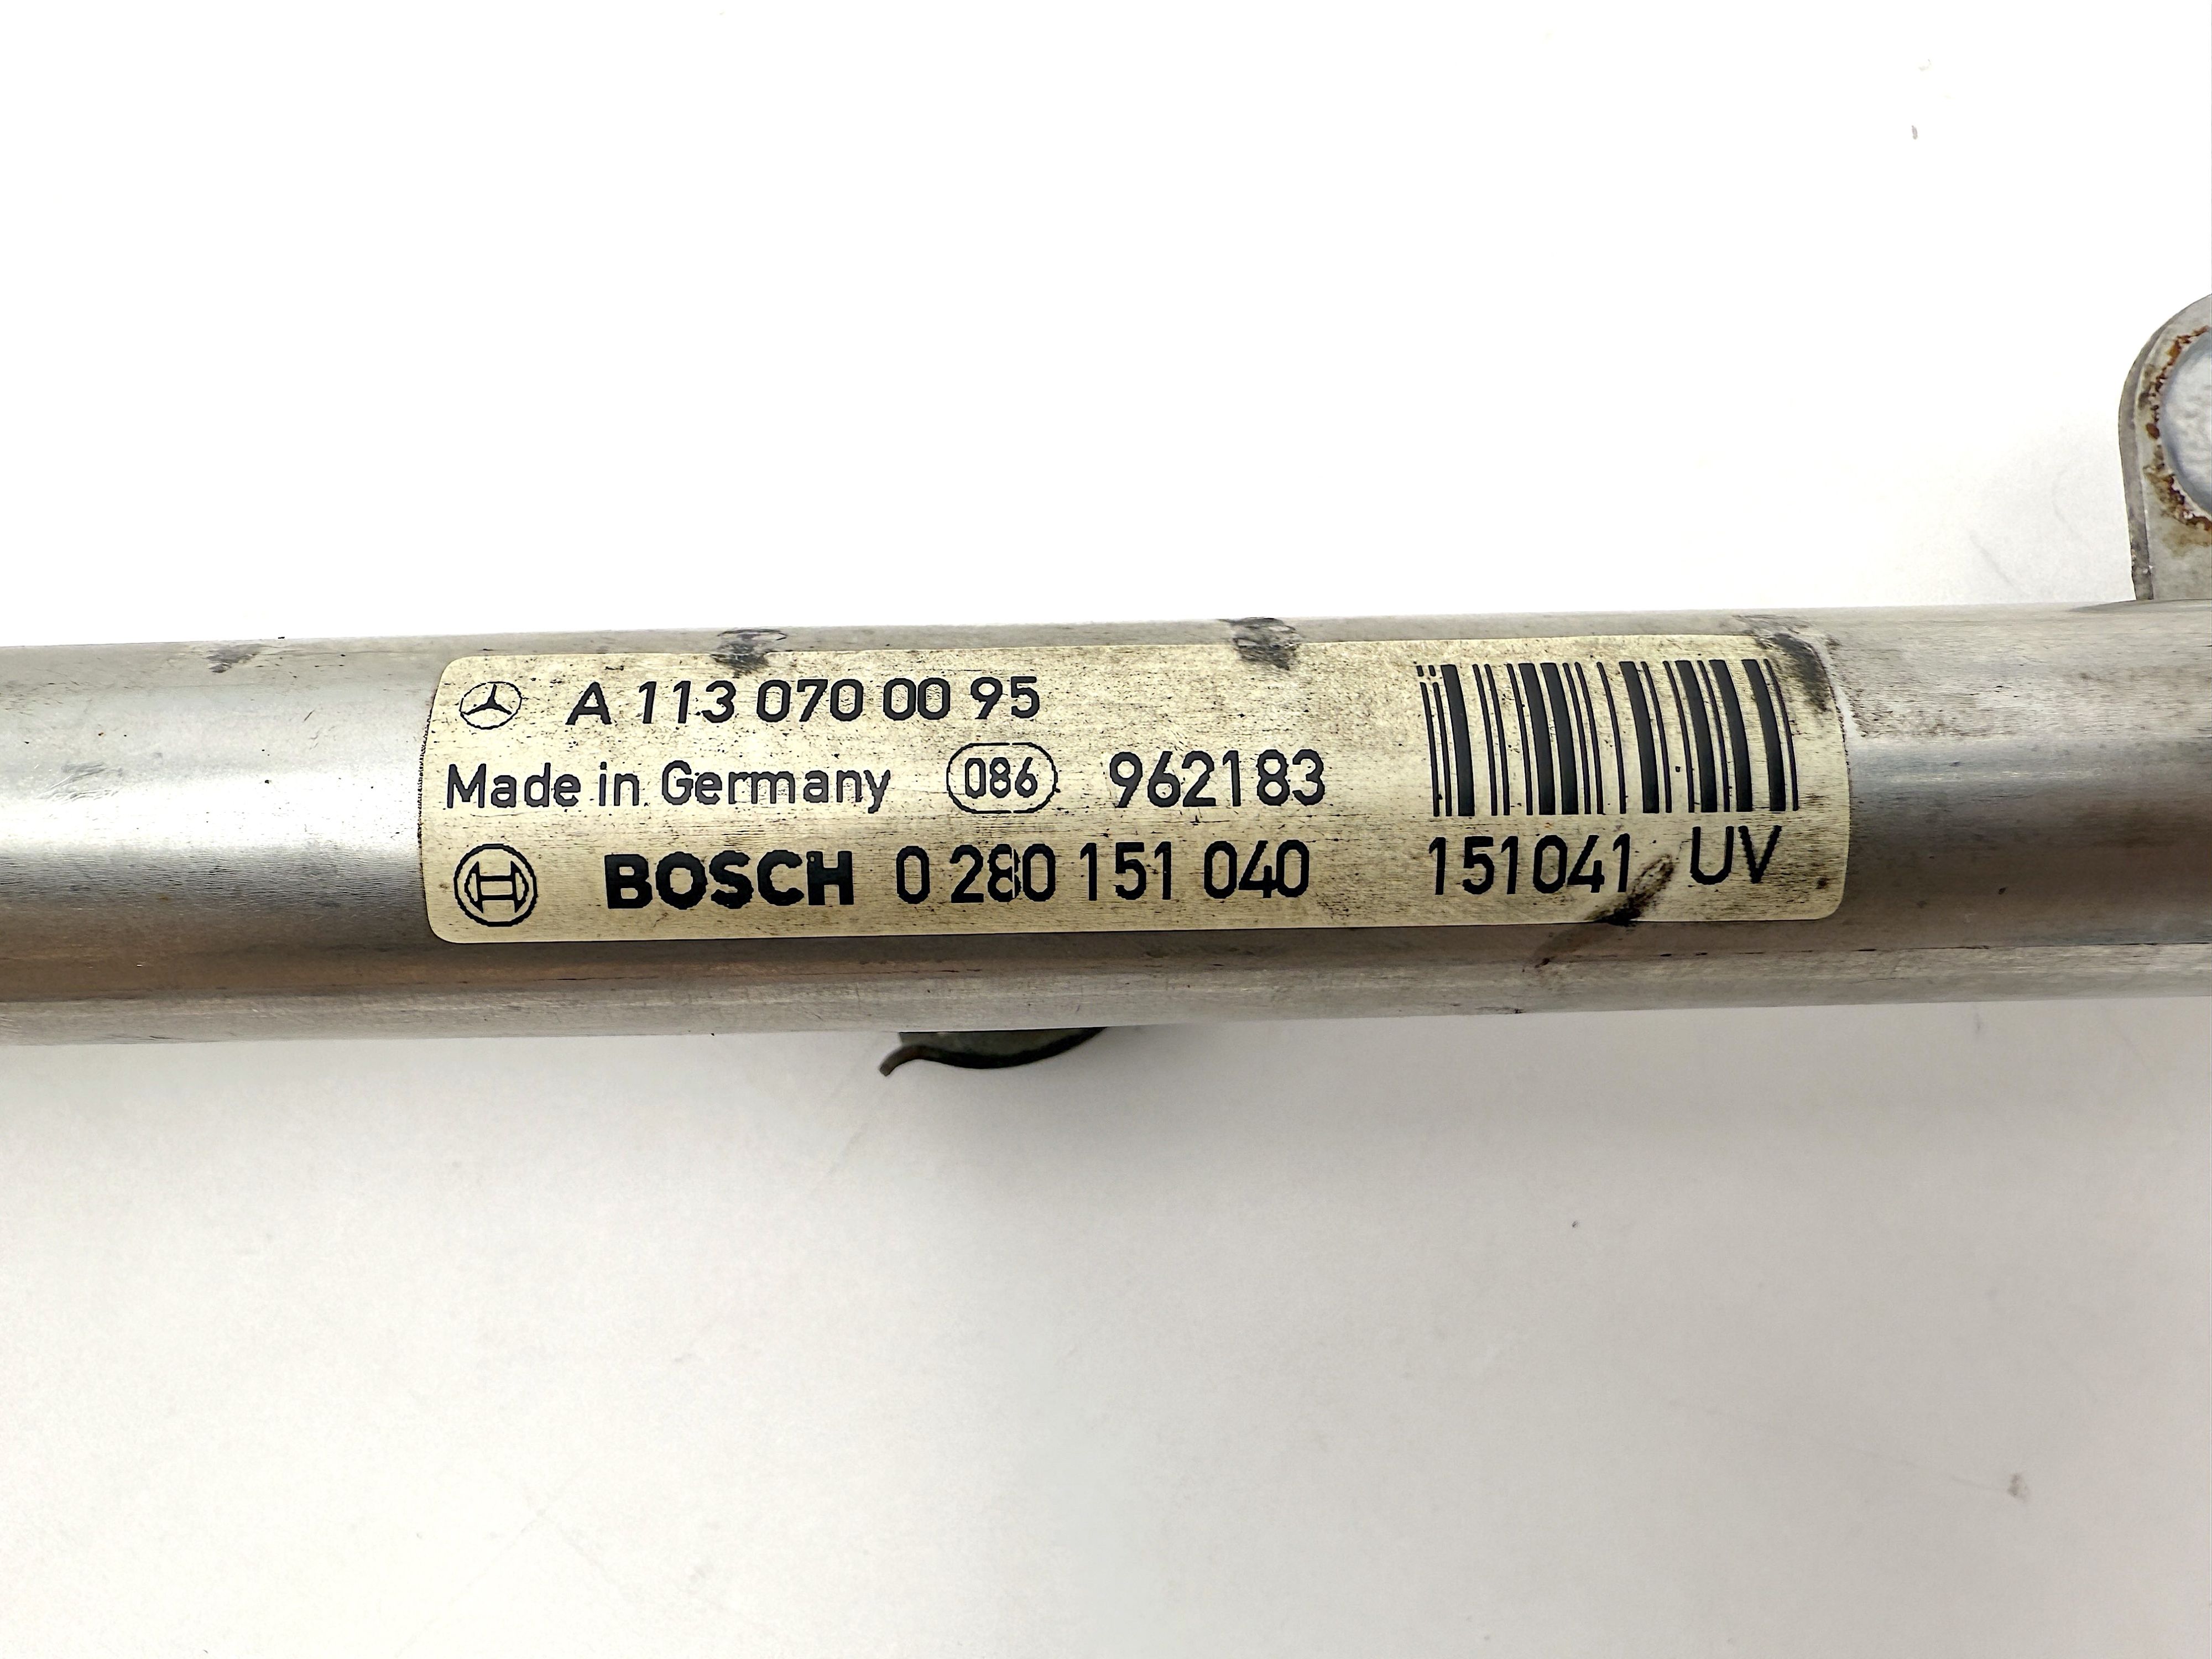 A 113 070 00 95
Made in Germany 086 962183
BOSCH 0 280 151 040 151041 UV